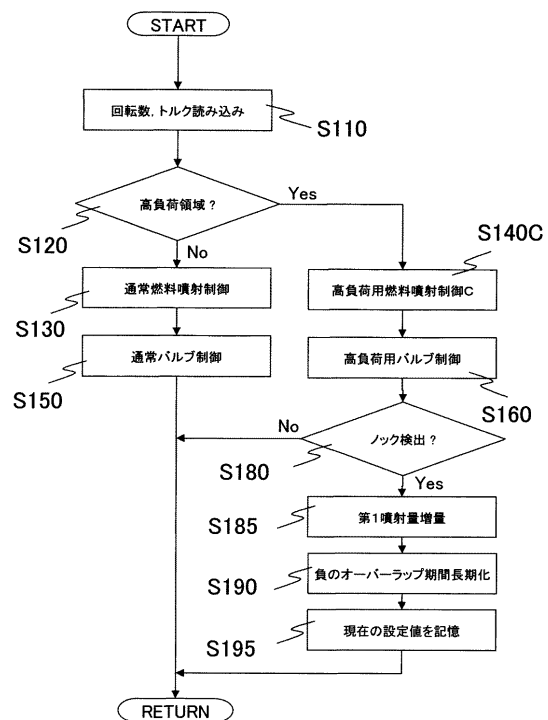 START
回転数,トルク読み込み
S110
高負荷領域?
Yes
S120
No
S140C
通常燃料噴射制御
高負荷用燃料噴射制御C
S130
通常バルブ制御
高負荷用バルブ制御
S150
S160
No
ノック検出?
S180
Yes
第1噴射量増量
S185
負のオーバーラップ期間長期化
S190
現在の設定値を記憶
S195
RETURN